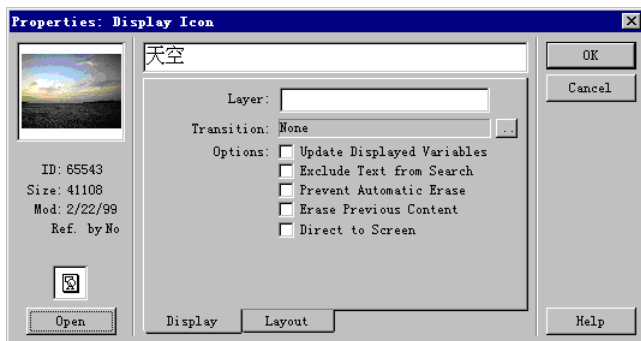 Properties: Display Icon
天空
OK
Cancel
Layer:
Transition: None
..
Options: Update Displayed Variables
Exclude Text from Search
Prevent Automatic Erase
Erase Previous Content
Direct to Screen
ID: 65543
Size: 41108
Mod: 2/22/99
Ref. by No
Open
Display
Layout
Help